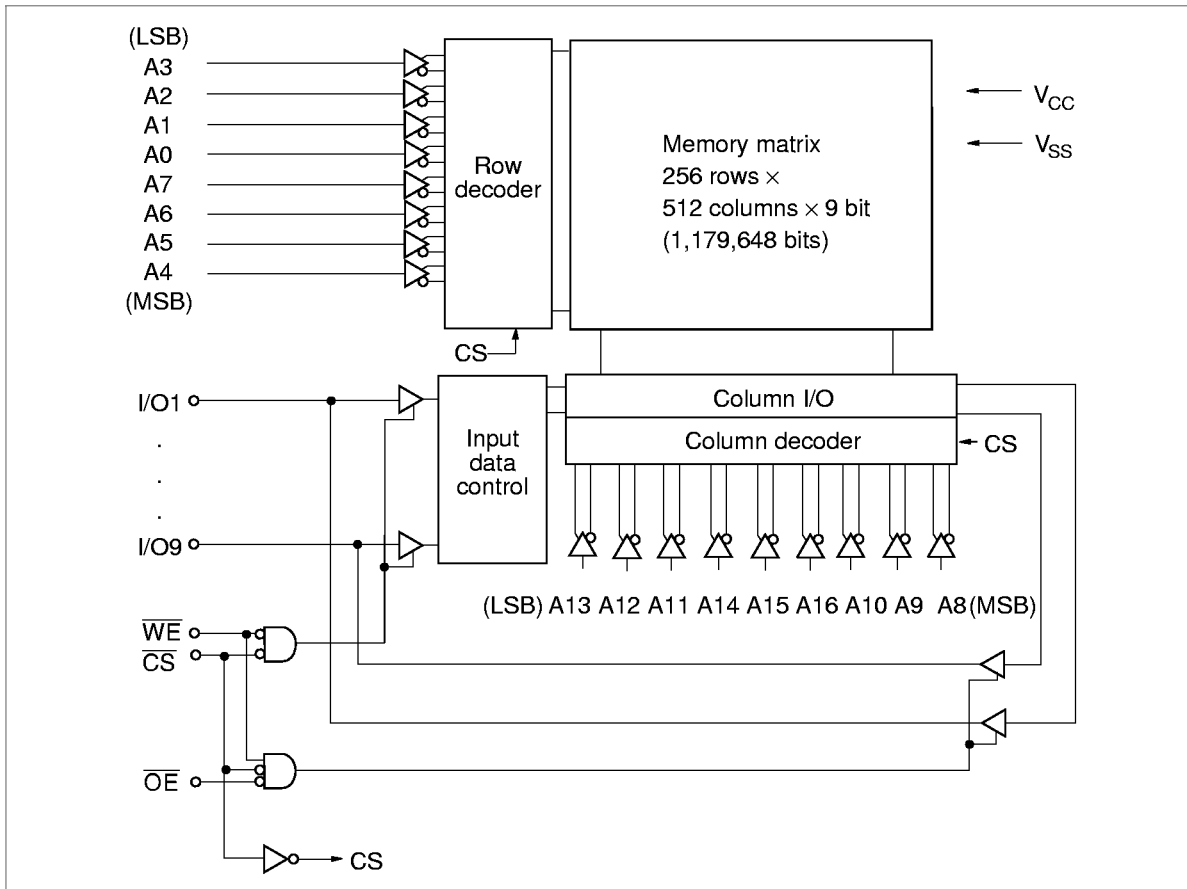 (LSB)
A3
A2
A1
A0
A7
A6
A5
A4
(MSB)
Row
decoder
CS
Memory matrix
256 rows ×
512 columns × 9 bit
(1,179,648 bits)
VCC
VSS
I/O1
.
.
.
I/O9
Input
data
control
Column I/O
Column decoder
CS
(LSB) A13 A12 A11 A14 A15 A16 A10 A9 A8 (MSB)
WE
CS
OE
CS